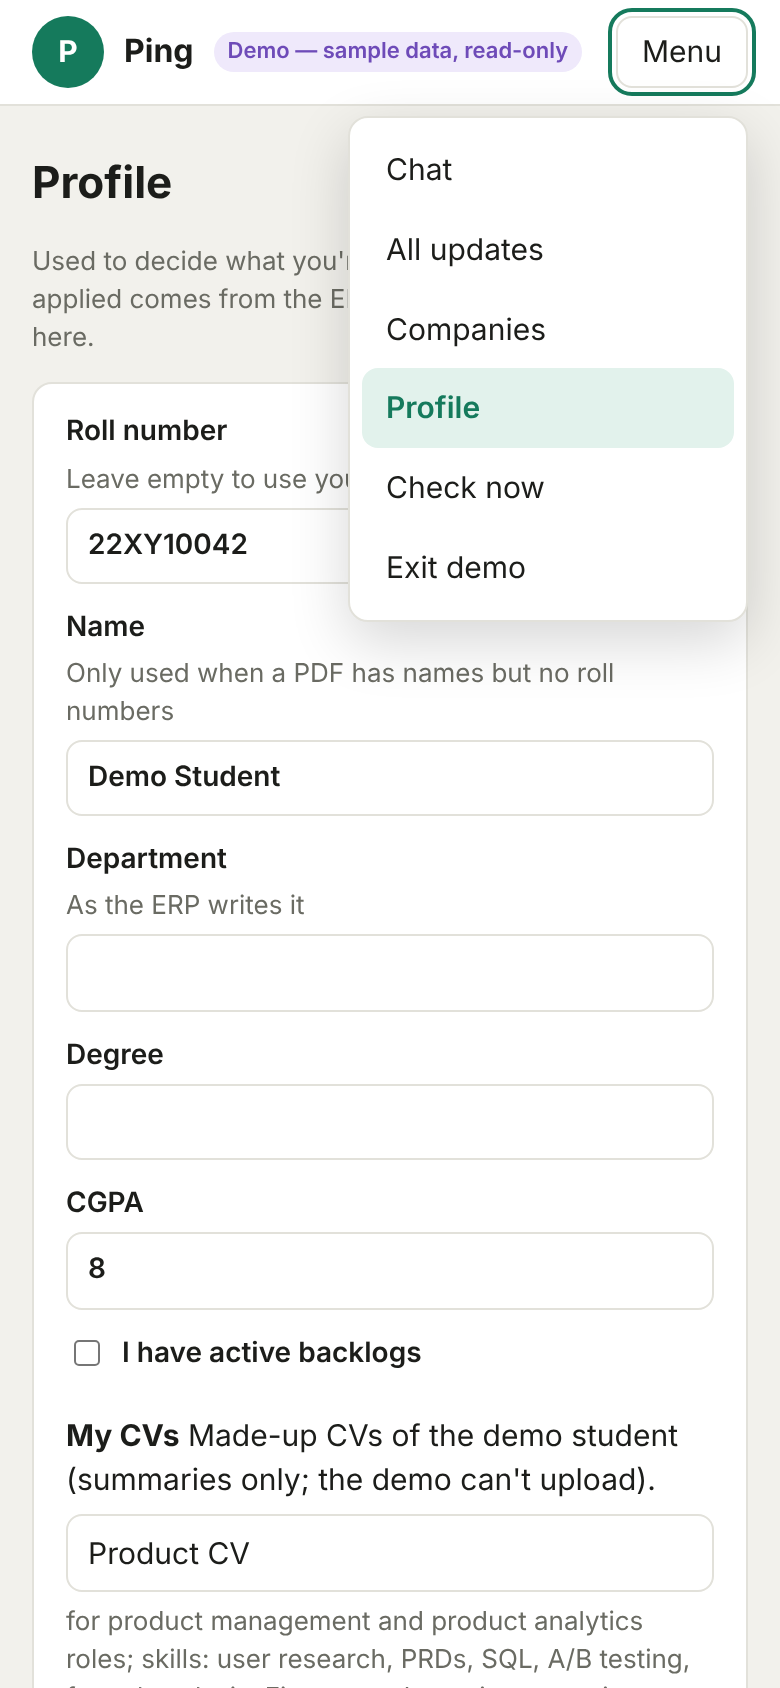 P
Ping
Demo — sample data, read-only
Menu
Chat
All updates
Companies
Profile
Check now
Exit demo
Profile
Used to decide what
applied comes from the
here.
Roll number
Leave empty to use
22XY10042
Name
Only used when a PDF has names but no roll
numbers
Demo Student
Department
As the ERP writes it
Degree
CGPA
8
I have active backlogs
My CVs Made-up CVs of the demo student
(summaries only; the demo can't upload).
Product CV
for product management and product analytics
roles; skills: user research, PRDs, SQL, A/B testing,